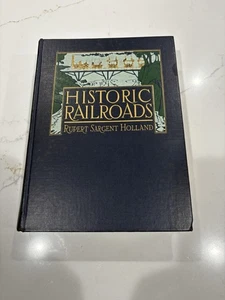 HISTORIC
RAILROADS
RUPERT SARGENT HOLLAND